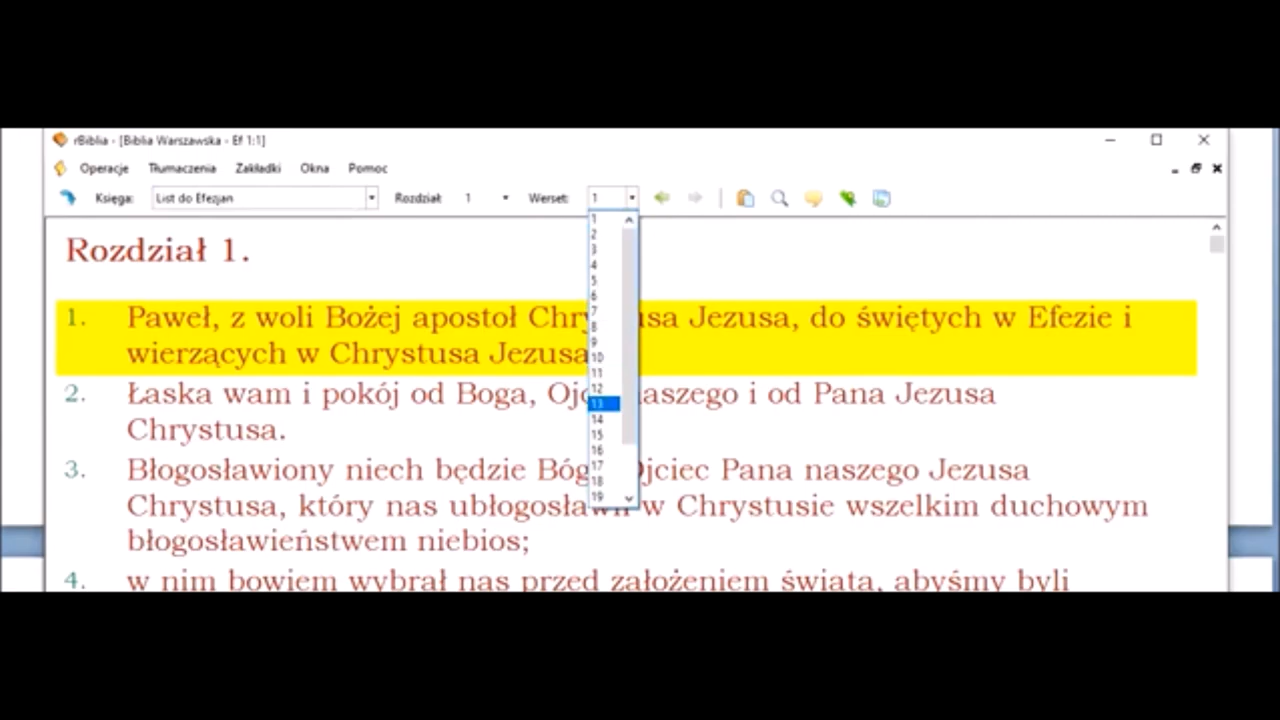 rBiblia - [Biblia Warszawska - Ef 1:1]
Operacje Tłumaczenia Zakładki Okna Pomoc
Księga: List do Efezjan Rozdział 1 Werset: 1
1
2
3
4
5
6
7
8
9
10
11
12
13
14
15
16
17
18
19
Rozdział 1.
1. Paweł, z woli Bożej apostoł Chry usa Jezusa, do świętych w Efezie i
wierzących w Chrystusa Jezusa
2. Łaska wam i pokój od Boga, Ojc aszego i od Pana Jezusa
Chrystusa.
3. Błogosławiony niech będzie Bóg Ojciec Pana naszego Jezusa
Chrystusa, który nas ubłogosławił w Chrystusie wszelkim duchowym
błogosławieństwem niebios;
4. w nim bowiem wybrał nas przed założeniem świata, abyśmy byli